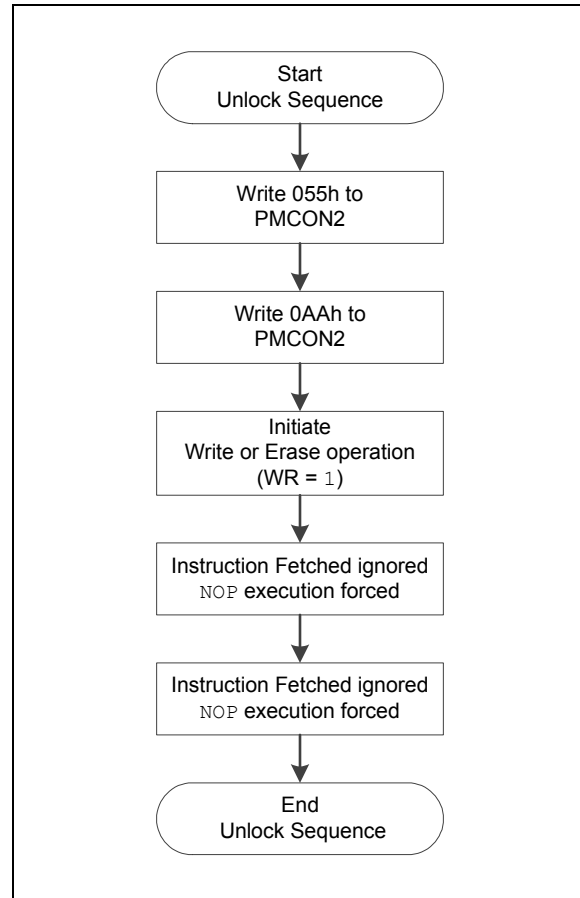 Start
Unlock Sequence
Write 055h to
PMCON2
Write 0AAh to
PMCON2
Initiate
Write or Erase operation
(WR = 1)
Instruction Fetched ignored
NOP execution forced
Instruction Fetched ignored
NOP execution forced
End
Unlock Sequence